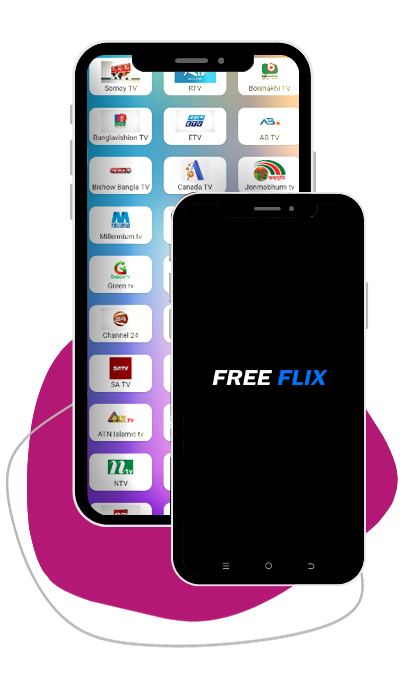 Somoy TV
RTV
Boishakhi TV
Banglavishion TV
ETV
AB TV
Bishow Bangla TV
Canada TV
Jonmobhumi tv
Millennium tv
Green tv
Channel 24
SATV
SA TV
ATN Islamic tv
NTV
FREE FLIX